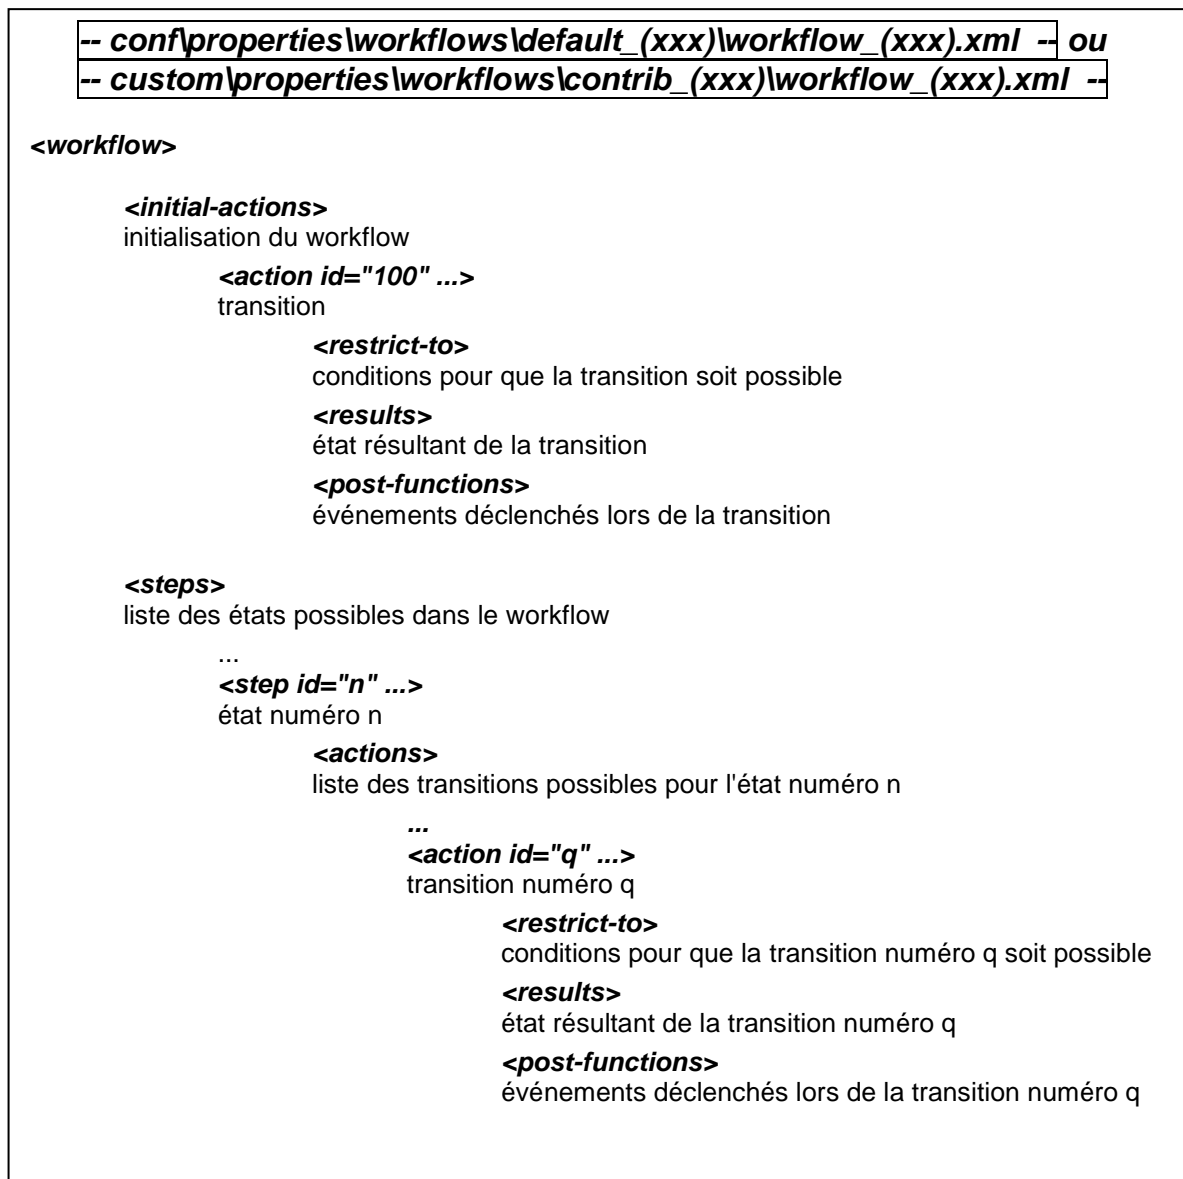 -- conf\properties\workflows\default_(xxx)\workflow_(xxx).xml -- ou
-- custom\properties\workflows\contrib_(xxx)\workflow_(xxx).xml --
<workflow>
<initial-actions>
initialisation du workflow
<action id="100" ...>
transition
<restrict-to>
conditions pour que la transition soit possible
<results>
état résultant de la transition
<post-functions>
événements déclenchés lors de la transition
<steps>
liste des états possibles dans le workflow
...
<step id="n" ...>
état numéro n
<actions>
liste des transitions possibles pour l'état numéro n
...
<action id="q" ...>
transition numéro q
<restrict-to>
conditions pour que la transition numéro q soit possible
<results>
état résultant de la transition numéro q
<post-functions>
événements déclenchés lors de la transition numéro q